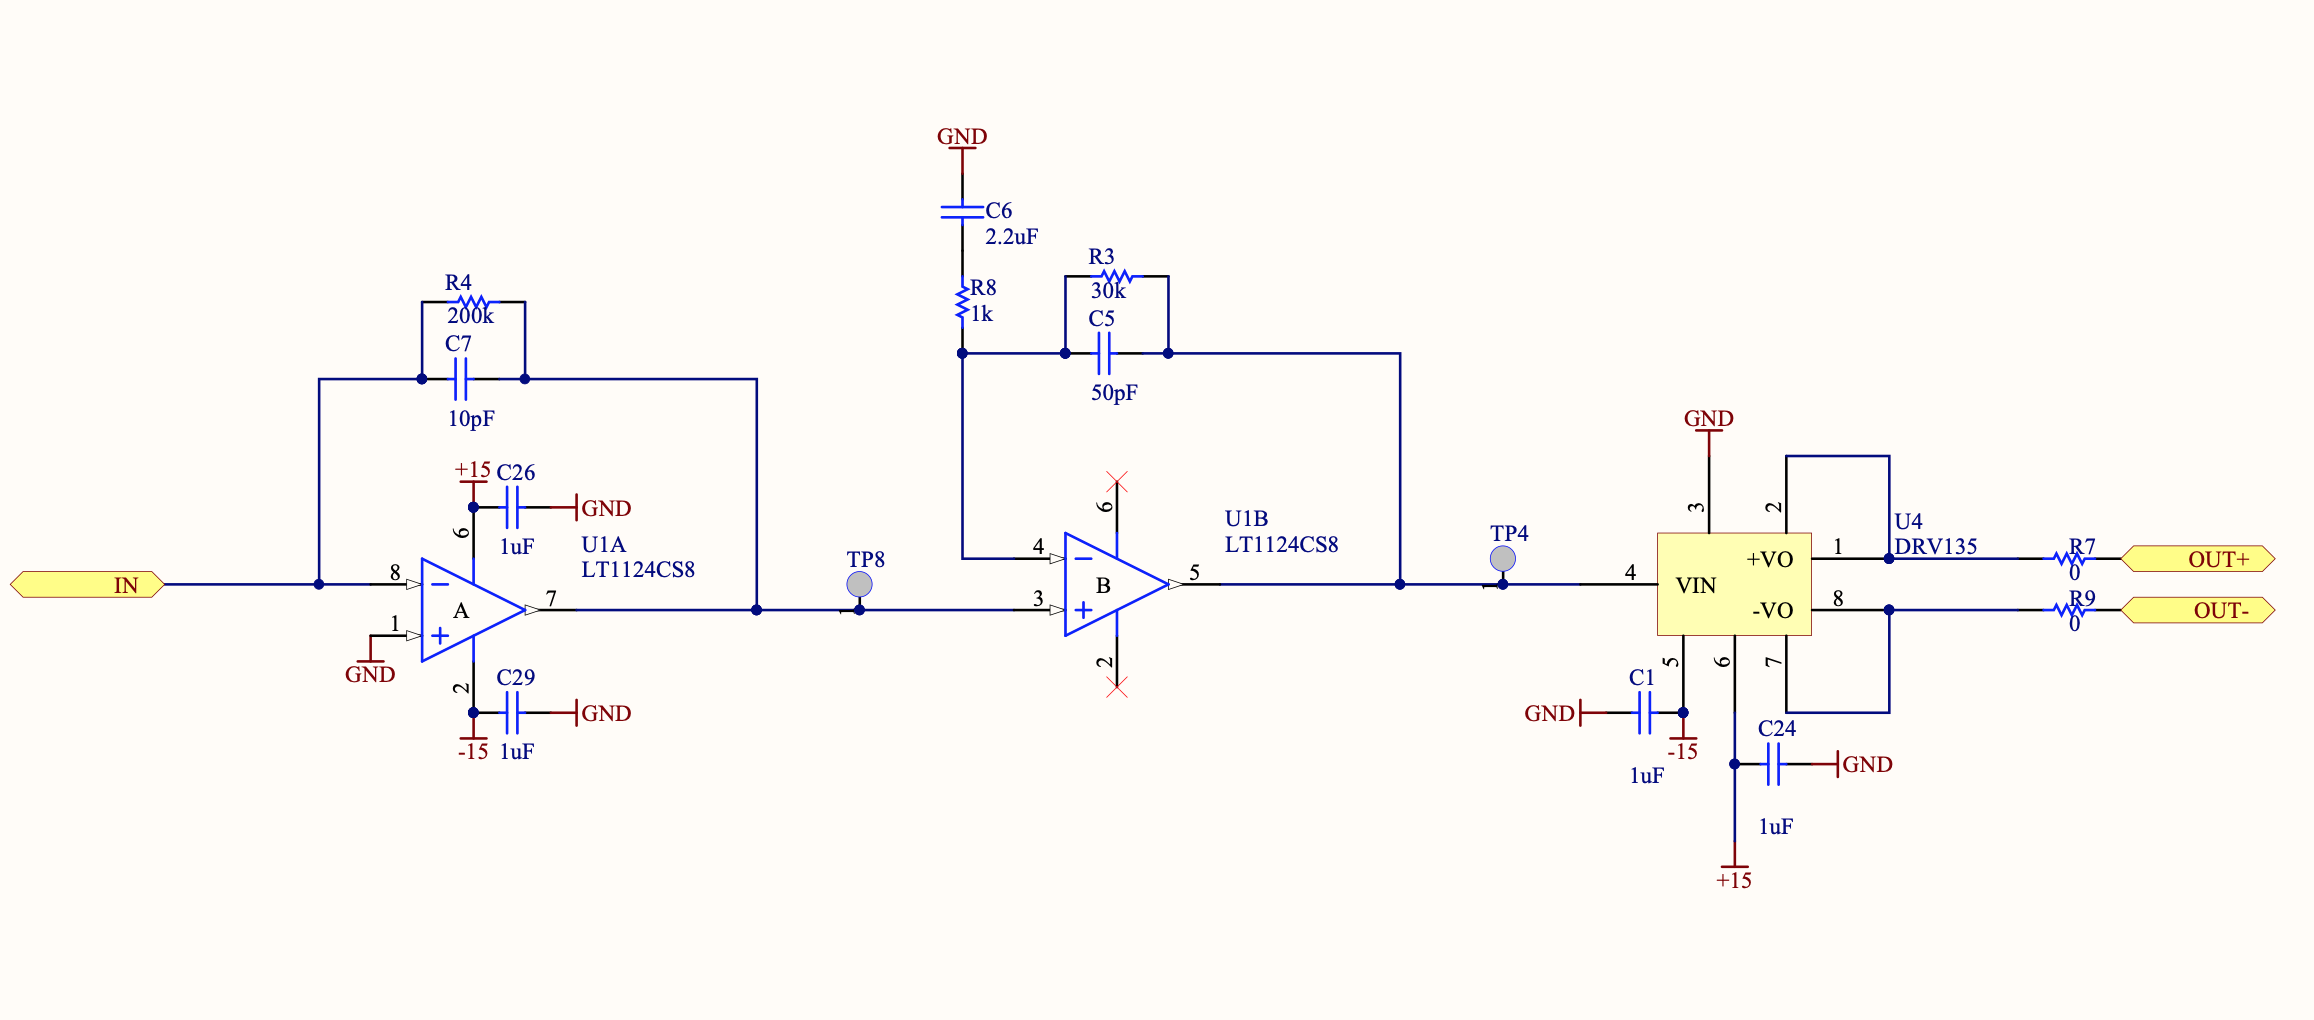 GND
C6
2.2uF
R8
1k
R3
30k
C5
50pF
R4
200k
C7
10pF
+15
C26
GND
1uF
6
U1A
LT1124CS8
IN
8
A
7
1
GND
2
C29
GND
-15
1uF
TP8
6
U1B
LT1124CS8
4
B
5
3
2
TP4
GND
3
2
U4
DRV135
4
VIN
+VO
-VO
1
8
R7
0
OUT+
R9
0
OUT-
5
6
7
C1
GND
-15
1uF
C24
GND
1uF
+15